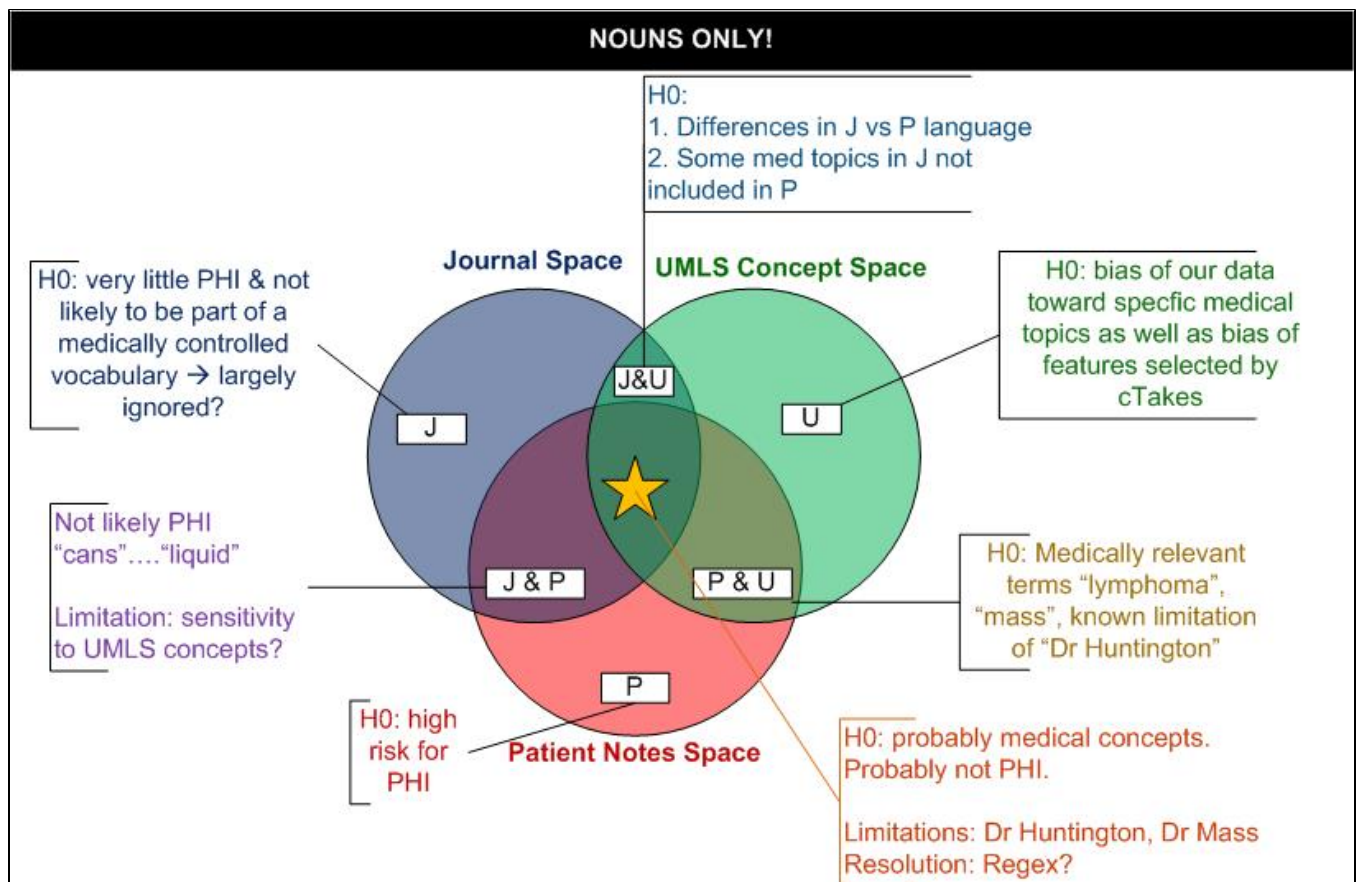 NOUNS ONLY!
H0:
1. Differences in J vs P language
2. Some med topics in J not
included in P
Journal Space
UMLS Concept Space
H0: very little PHI & not
likely to be part of a
medically controlled
vocabulary → largely
ignored?
H0: bias of our data
toward specfic medical
topics as well as bias of
features selected by
cTakes
J&U
J
U
Not likely PHI
“cans”....“liquid”
Limitation: sensitivity
to UMLS concepts?
J & P
P & U
H0: Medically relevant
terms “lymphoma”,
“mass”, known limitation
of “Dr Huntington”
P
H0: high
risk for
PHI
Patient Notes Space
H0: probably medical concepts.
Probably not PHI.
Limitations: Dr Huntington, Dr Mass
Resolution: Regex?